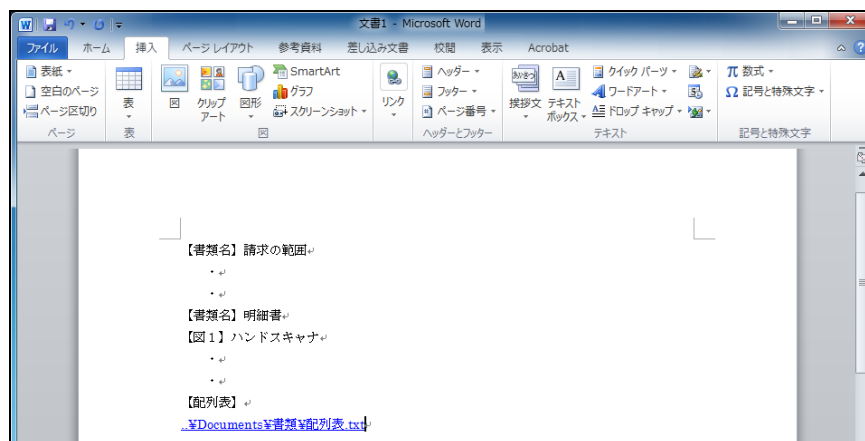 文書1 - Microsoft Word
ファイル ホーム 挿入 ページ レイアウト 参考資料 差し込み文書 校閲 表示 Acrobat
表紙
空白のページ
ページ区切り
ページ
表
表
図
クリップ アート
図形
SmartArt
グラフ
スクリーンショット
図
リンク
ヘッダー
フッター
ページ番号
ヘッダーとフッター
挨拶文
テキスト ボックス
クイック パーツ
ワードアート
ドロップ キャップ
テキスト
数式
記号と特殊文字
記号と特殊文字
【書類名】請求の範囲
・
・
【書類名】明細書
【図1】ハンドスキャナ
・
・
【配列表】
..¥Documents¥書類¥配列表.txt